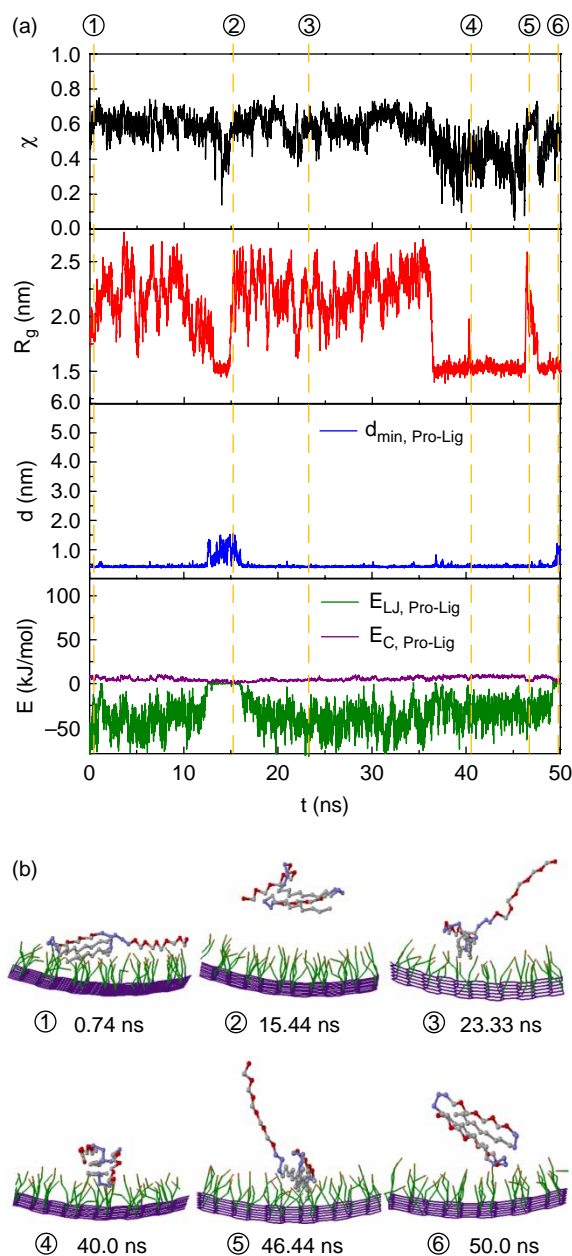 (a) ① ② ③ ④ ⑤ ⑥
1.0
0.8
0.6
χ
0.4
0.2
0.0
2.5
R_g (nm)
2.0
1.5
6.0
5.0
d_min, Pro-Lig
4.0
d (nm)
3.0
2.0
1.0
100
E_LJ, Pro-Lig
50
E_C, Pro-Lig
E (kJ/mol)
0
−50
0 10 20 30 40 50
t (ns)
(b)
① 0.74 ns ② 15.44 ns ③ 23.33 ns
④ 40.0 ns ⑤ 46.44 ns ⑥ 50.0 ns